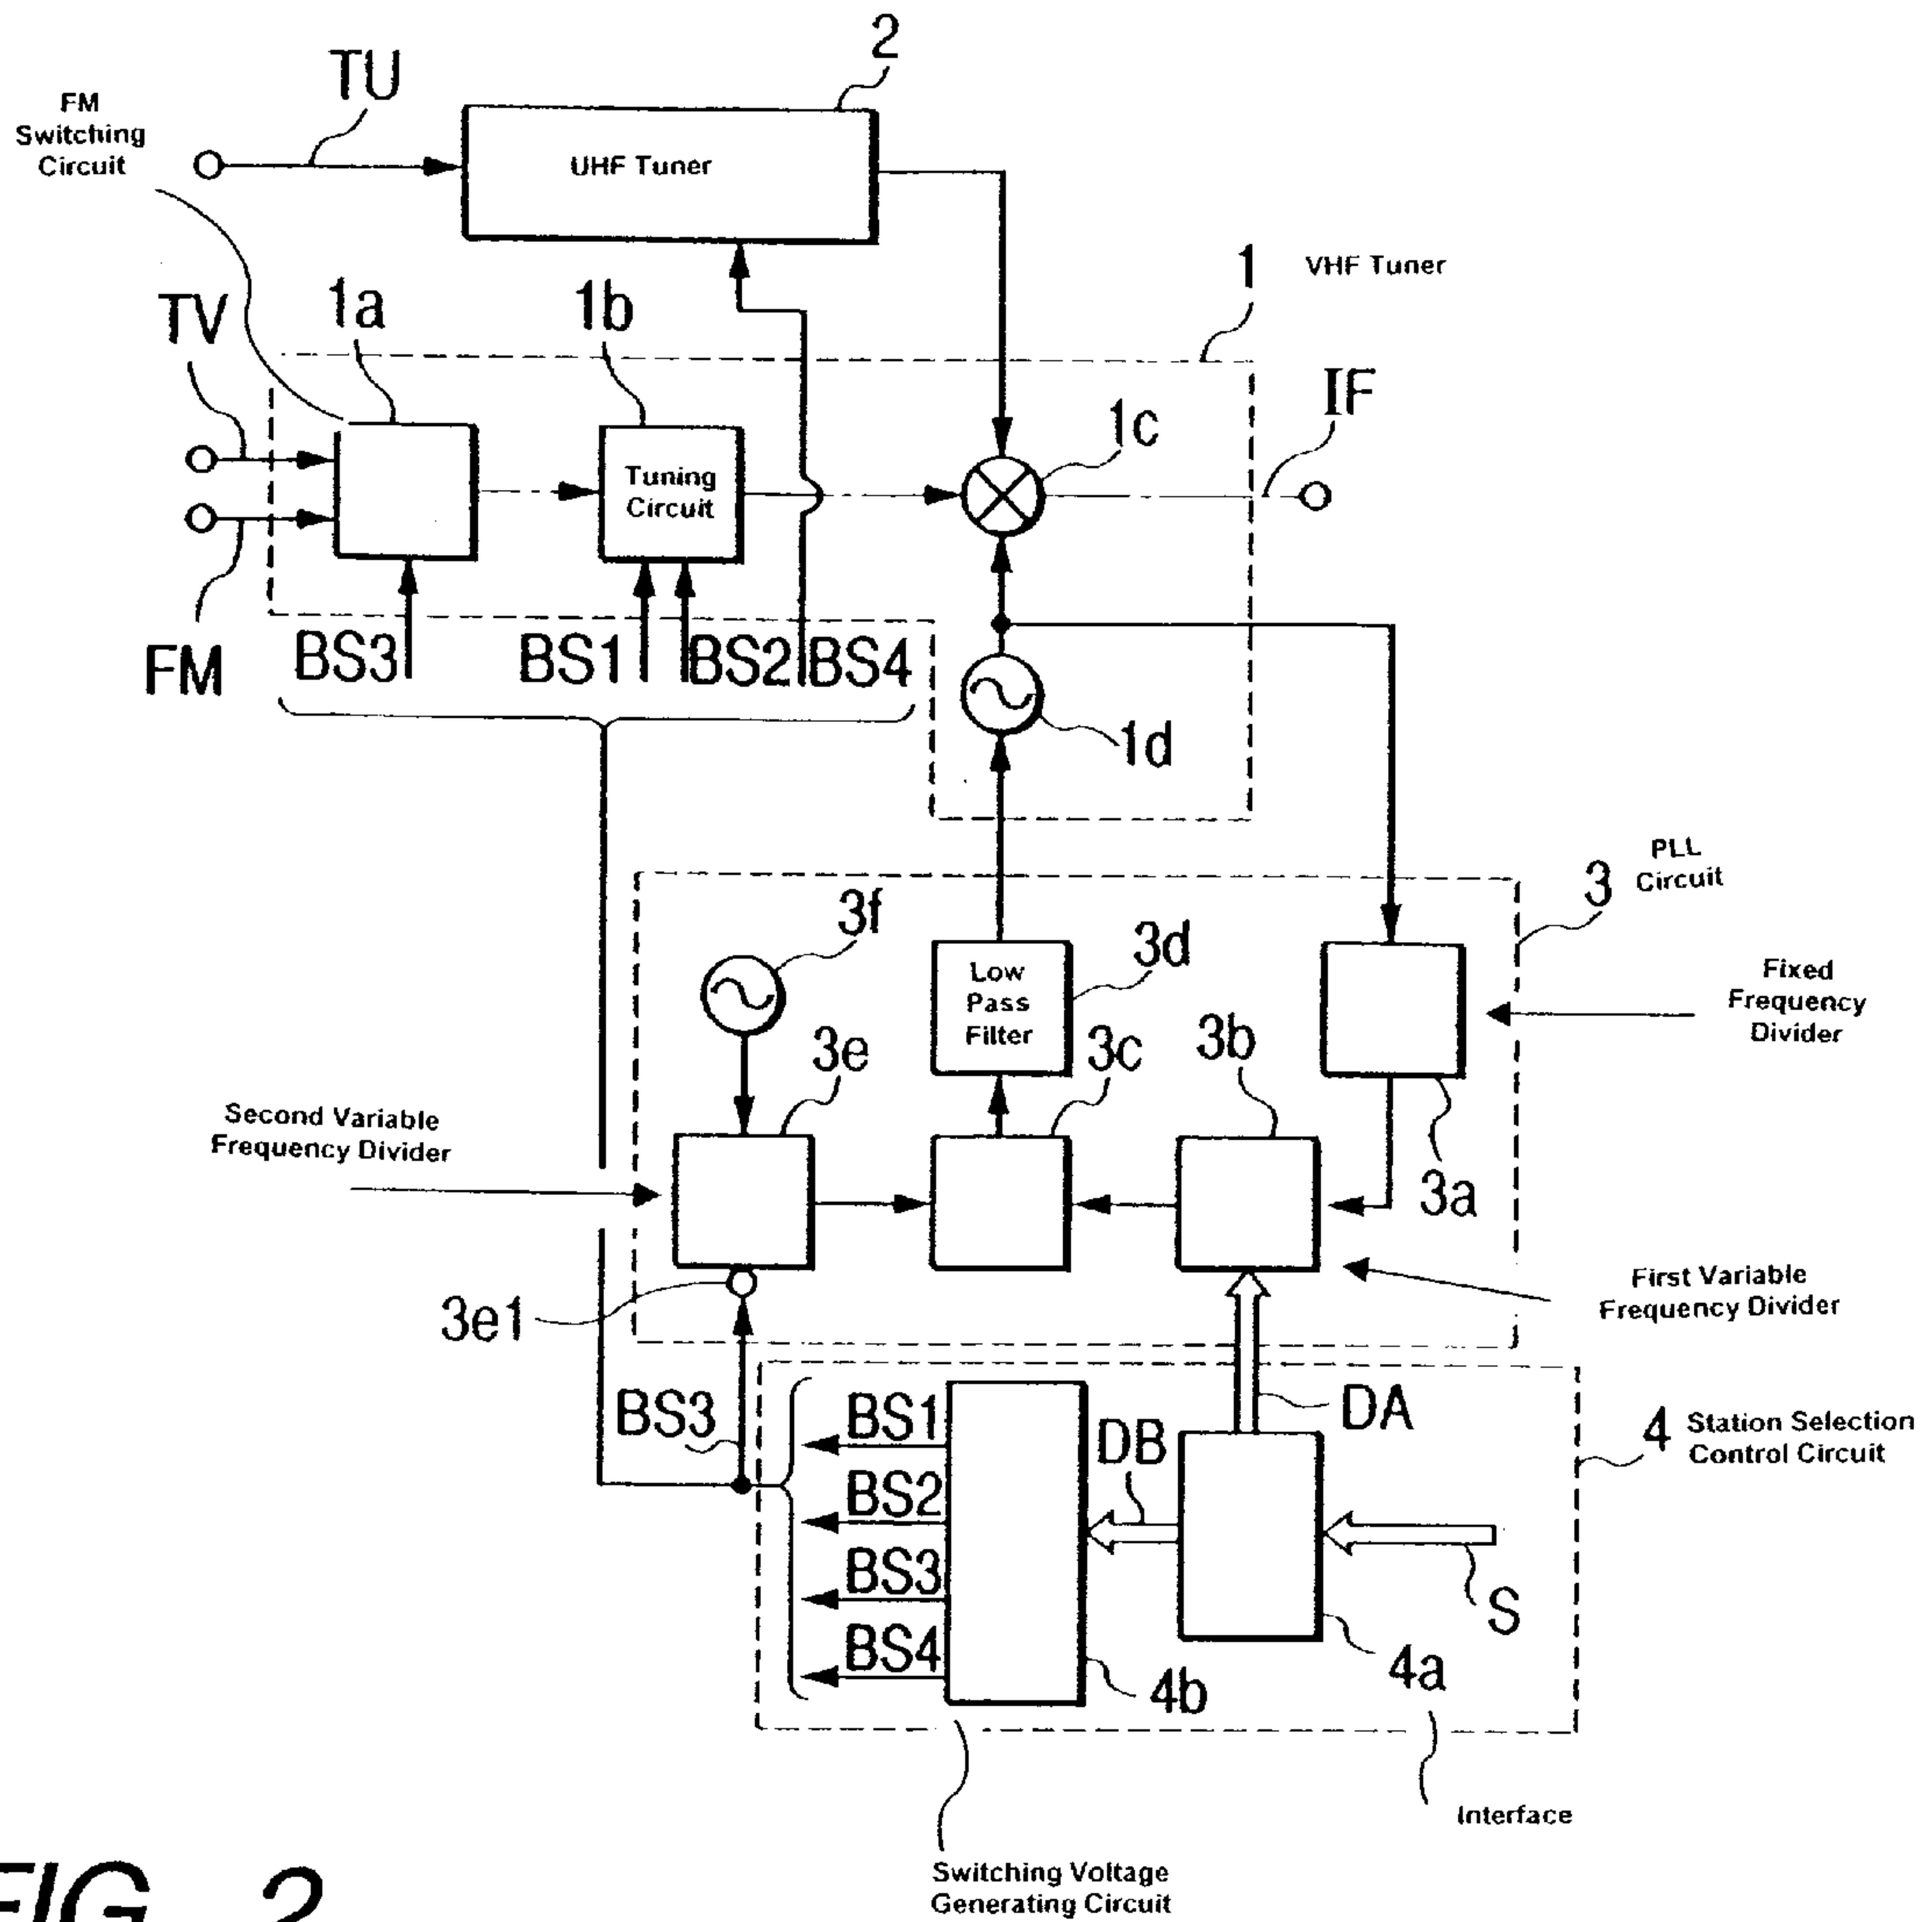 2
TU
FM
Switching
Circuit
UHF Tuner
1
VHF Tuner
TV
1a
1b
IF
1c
Tuning
Circuit
FM
BS3
BS1
BS2
BS4
1d
PLL
Circuit
3
3f
3d
Low
Pass
Filter
Fixed
Frequency
Divider
3e
3c
3b
Second Variable
Frequency Divider
3a
3e1
First Variable
Frequency Divider
BS3
BS1
DB
DA
4
Station Selection
Control Circuit
BS2
BS3
S
BS4
4b
4a
Interface
Switching Voltage
Generating Circuit
FIG. 2